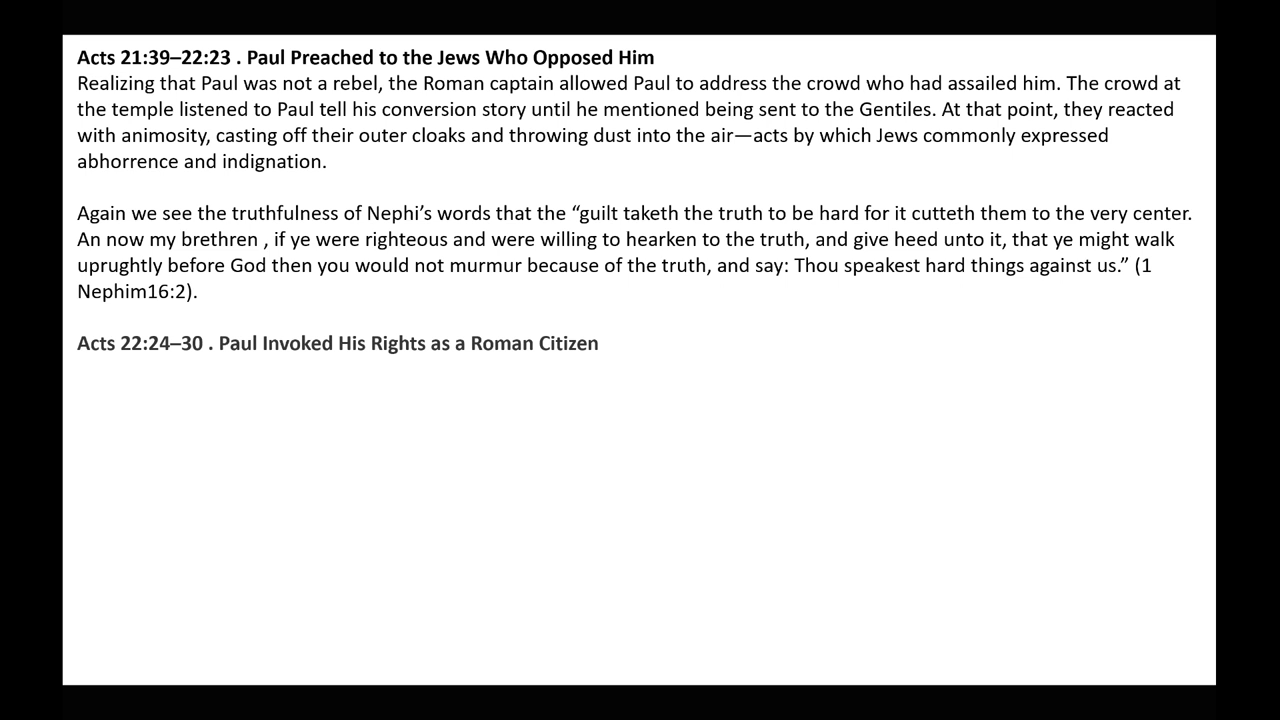 Acts 21:39–22:23 . Paul Preached to the Jews Who Opposed Him
Realizing that Paul was not a rebel, the Roman captain allowed Paul to address the crowd who had assailed him. The crowd at
the temple listened to Paul tell his conversion story until he mentioned being sent to the Gentiles. At that point, they reacted
with animosity, casting off their outer cloaks and throwing dust into the air—acts by which Jews commonly expressed
abhorrence and indignation.
Again we see the truthfulness of Nephi’s words that the “guilt taketh the truth to be hard for it cutteth them to the very center.
An now my brethren , if ye were righteous and were willing to hearken to the truth, and give heed unto it, that ye might walk
uprughtly before God then you would not murmur because of the truth, and say: Thou speakest hard things against us.” (1
Nephim16:2).
Acts 22:24–30 . Paul Invoked His Rights as a Roman Citizen